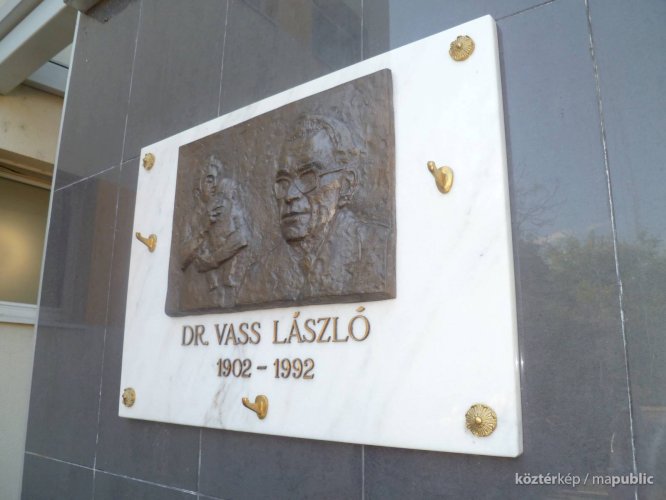 DR. VASS LÁSZLÓ
1902 - 1992
köztérkép / mapublic